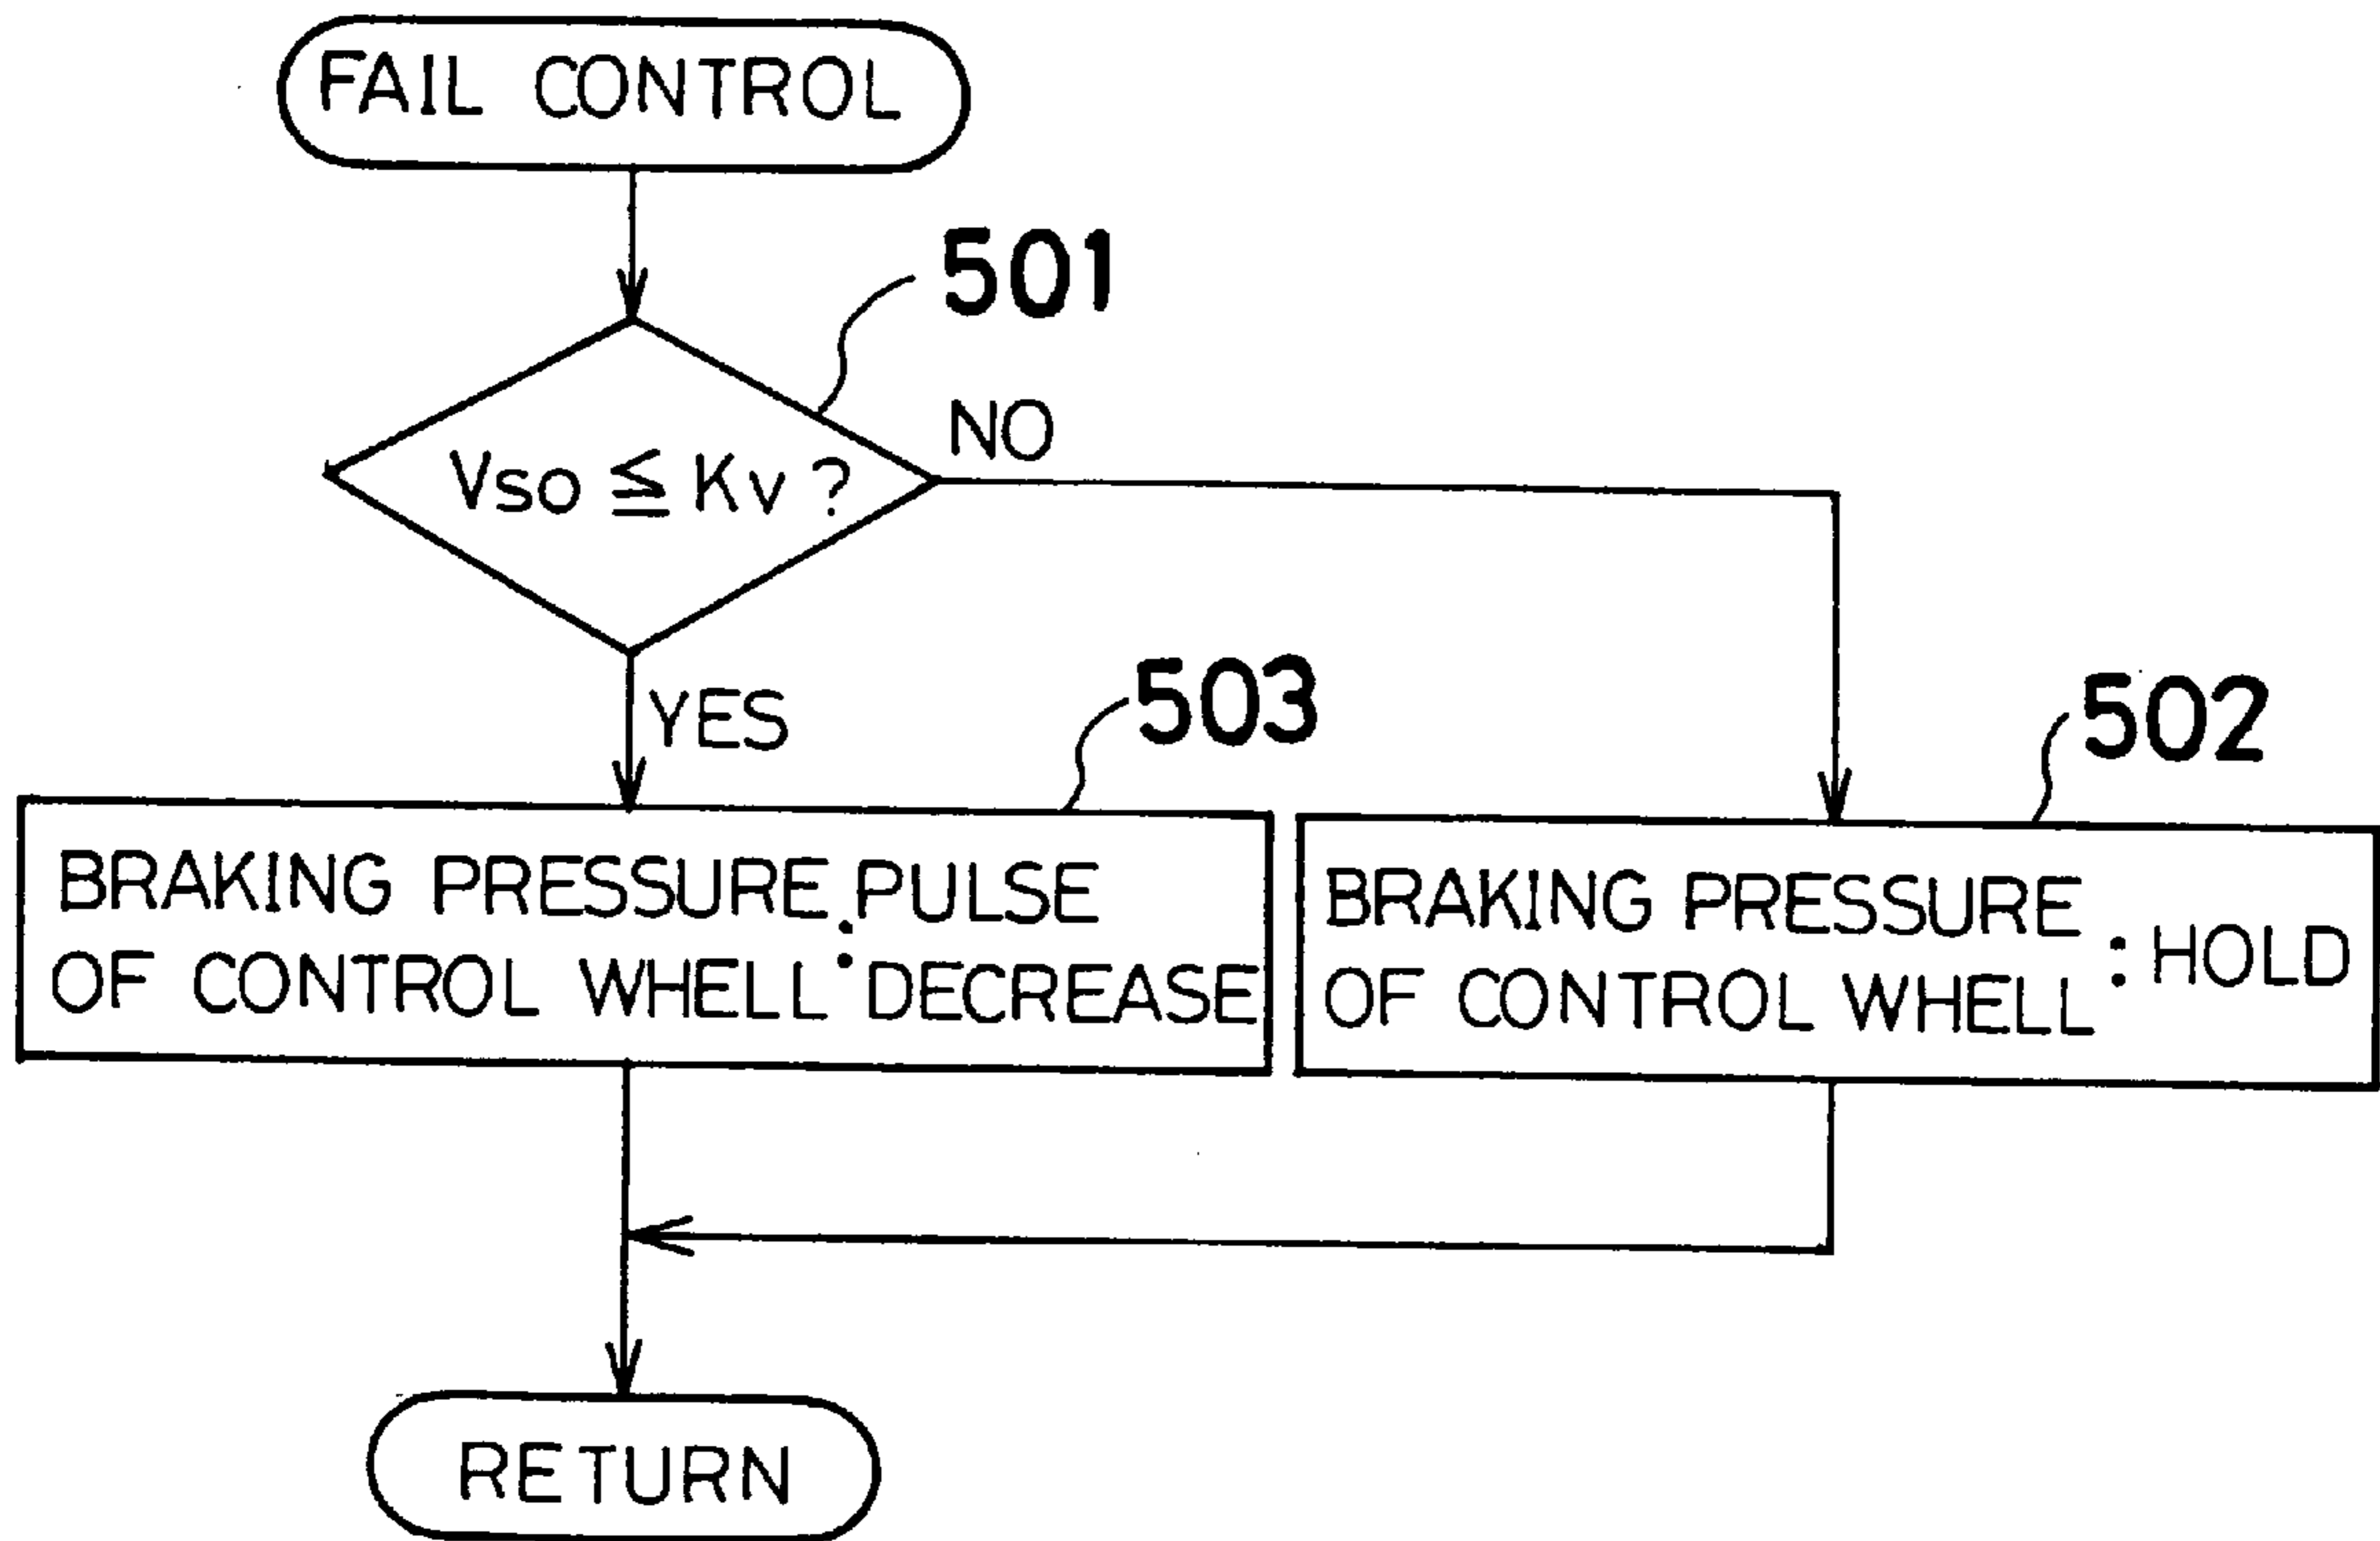 FAIL CONTROL
501
Vso ≦ Kv ?
NO
YES
503
502
BRAKING PRESSURE : PULSE
OF CONTROL WHELL DECREASE
BRAKING PRESSURE
OF CONTROL WHELL : HOLD
RETURN